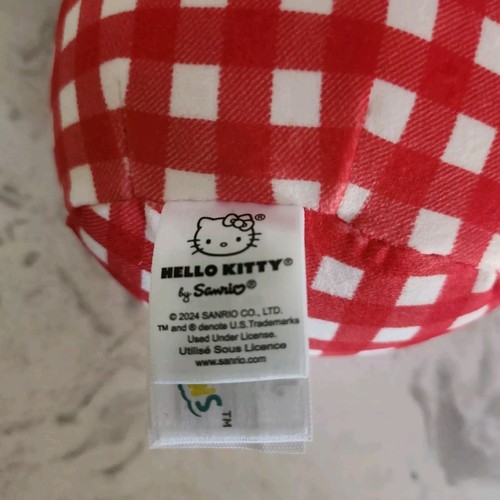 ®
HELLO KITTY®
by Sanrio®
© 2024 SANRIO CO., LTD.
TM and ® denote U.S.Trademarks
Used Under License.
Utilisé Sous Licence
www.sanrio.com
TM